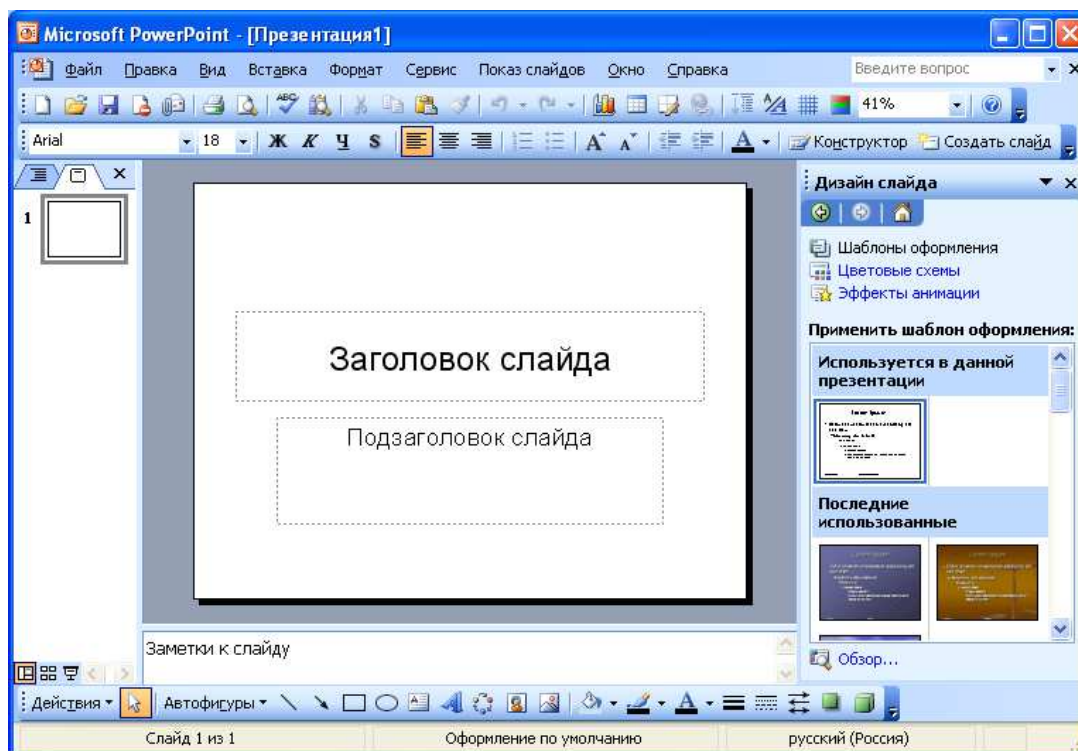 Microsoft PowerPoint - [Презентация1]
Файл Правка Вид Вставка Формат Сервис Показ слайдов Окно Справка Введите вопрос
ABC 41%
Arial 18 Ж К Ч S A A A Конструктор Создать слайд
Дизайн слайда
1
Шаблоны оформления
Цветовые схемы
Эффекты анимации
Применить шаблон оформления:
Используется в данной
презентации
Заголовок слайда
Подзаголовок слайда
Последние
использованные
Заметки к слайду
Обзор...
Действия Автофигуры A A
Слайд 1 из 1 Оформление по умолчанию русский (Россия)